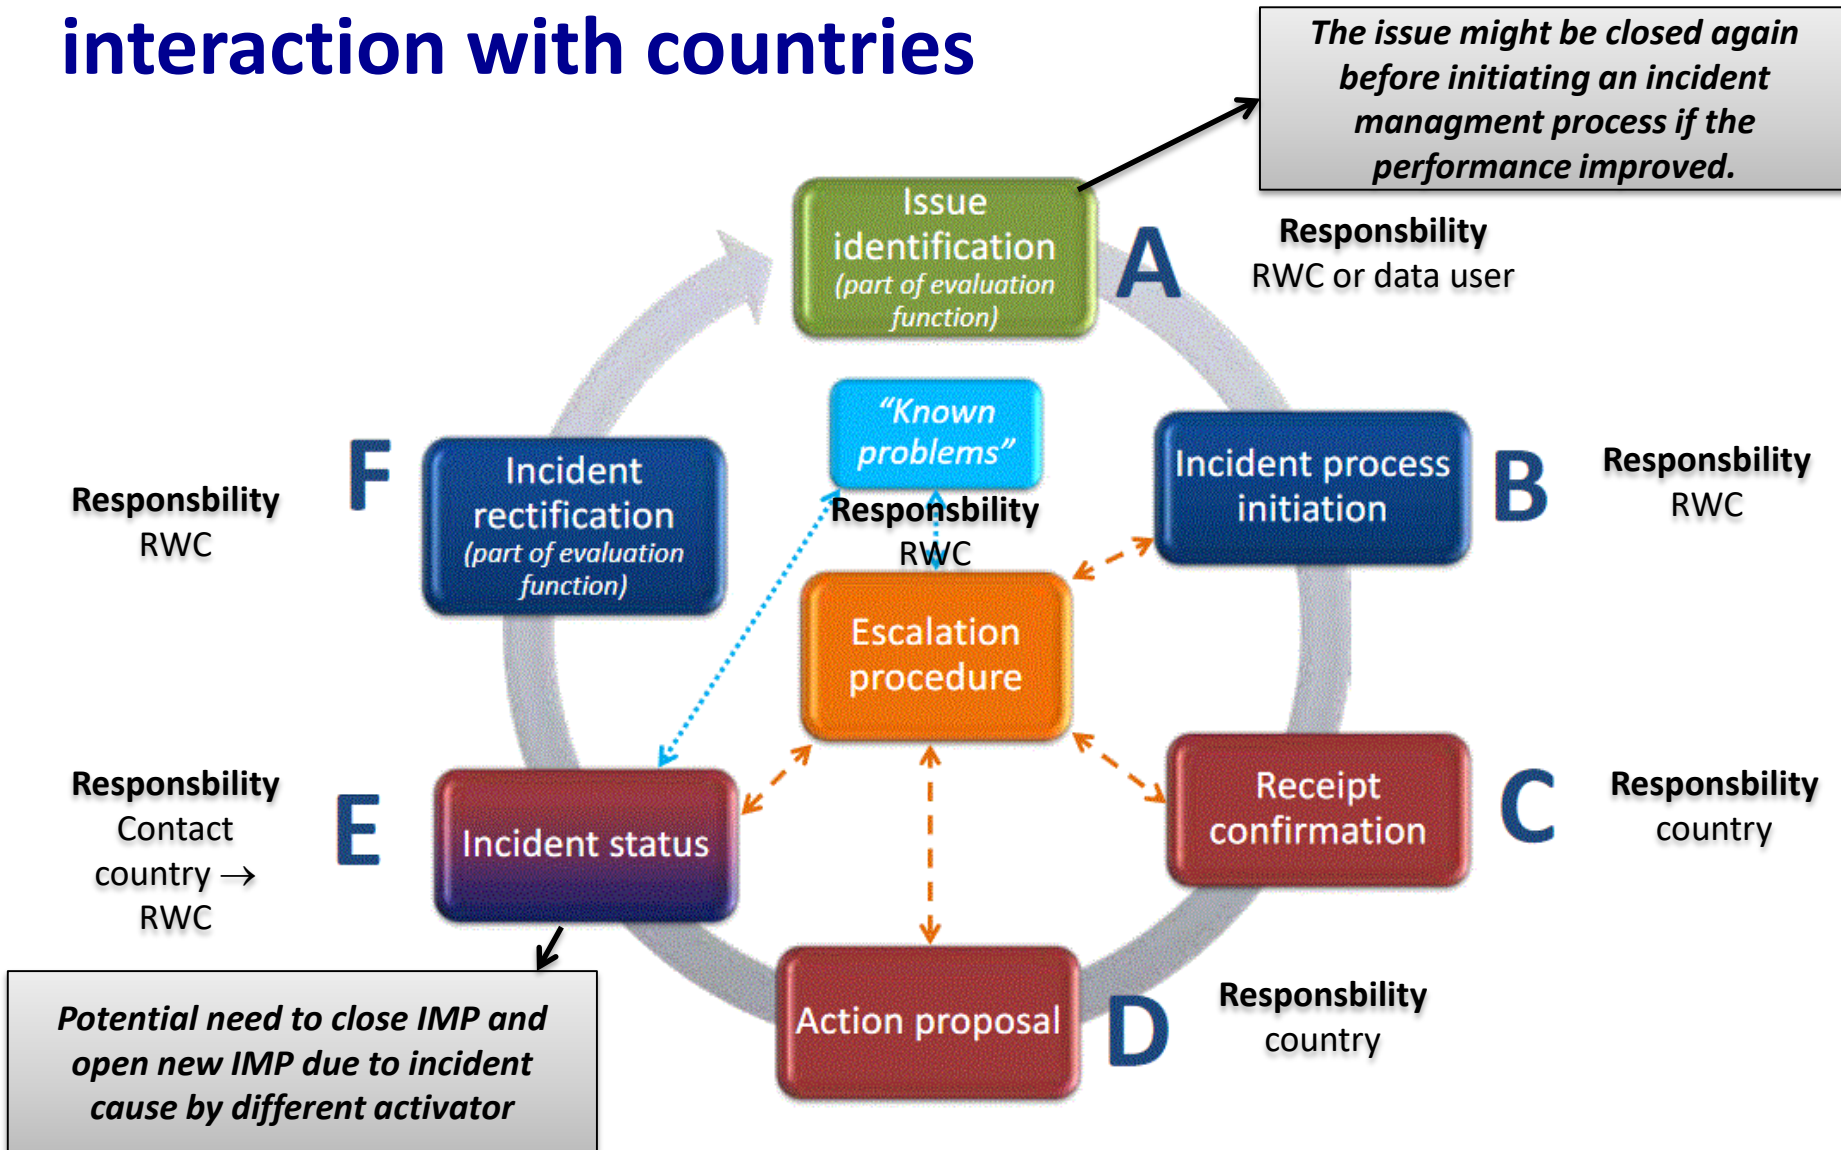 interaction with countries
The issue might be closed again
before initiating an incident
managment process if the
performance improved.
Issue
identification
(part of evaluation
function)
A
Responsbility
RWC or data user
“Known
problems”
Responsbility
RWC
Incident process
initiation
B
Responsbility
RWC
F
Incident
rectification
(part of evaluation
function)
Responsbility
RWC
Escalation
procedure
Receipt
confirmation
C
Responsbility
country
Responsbility
Contact
country →
RWC
E
Incident status
Action proposal
D
Responsbility
country
Potential need to close IMP and
open new IMP due to incident
cause by different activator